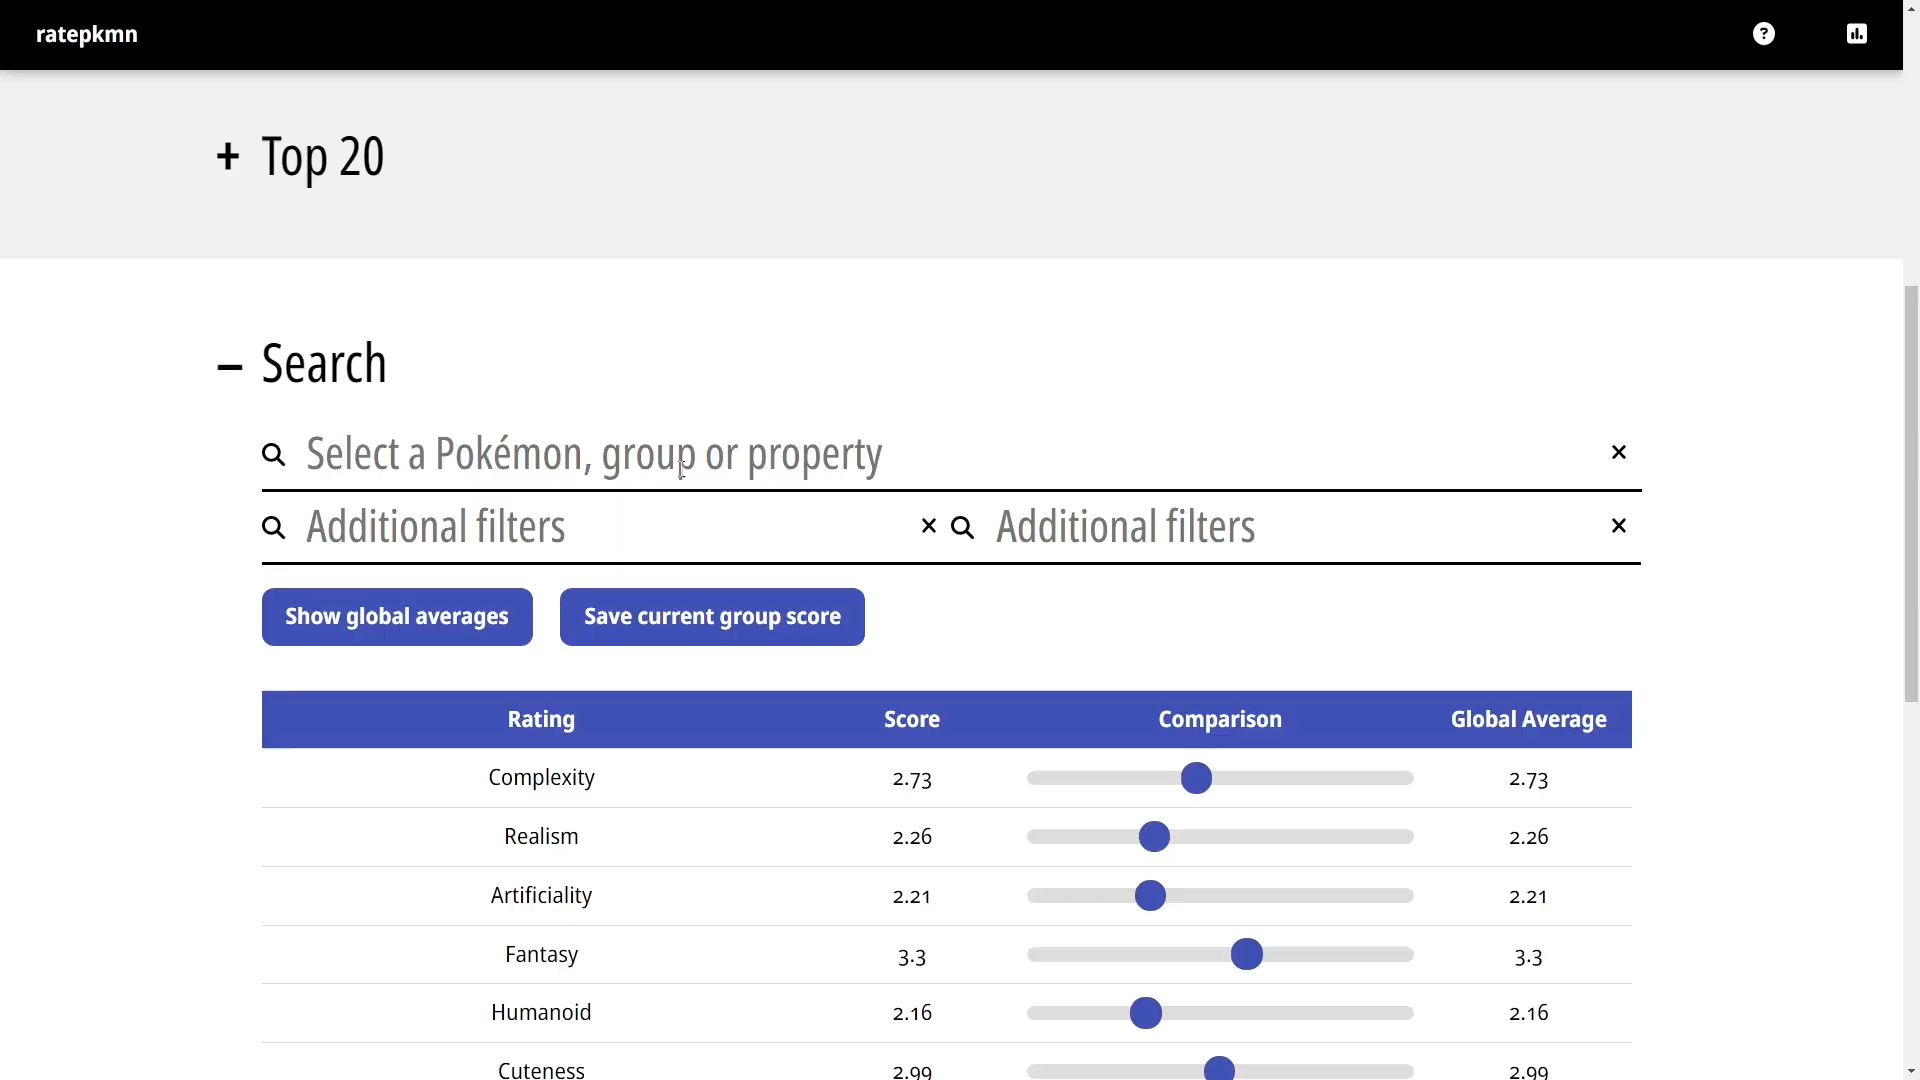 ratepkmn
+ Top 20
– Search
Select a Pokémon, group or property ×
Additional filters × Additional filters ×
Show global averages Save current group score
Rating Score Comparison Global Average
Complexity 2.73 2.73
Realism 2.26 2.26
Artificiality 2.21 2.21
Fantasy 3.3 3.3
Humanoid 2.16 2.16
Cuteness 2.99 2.99